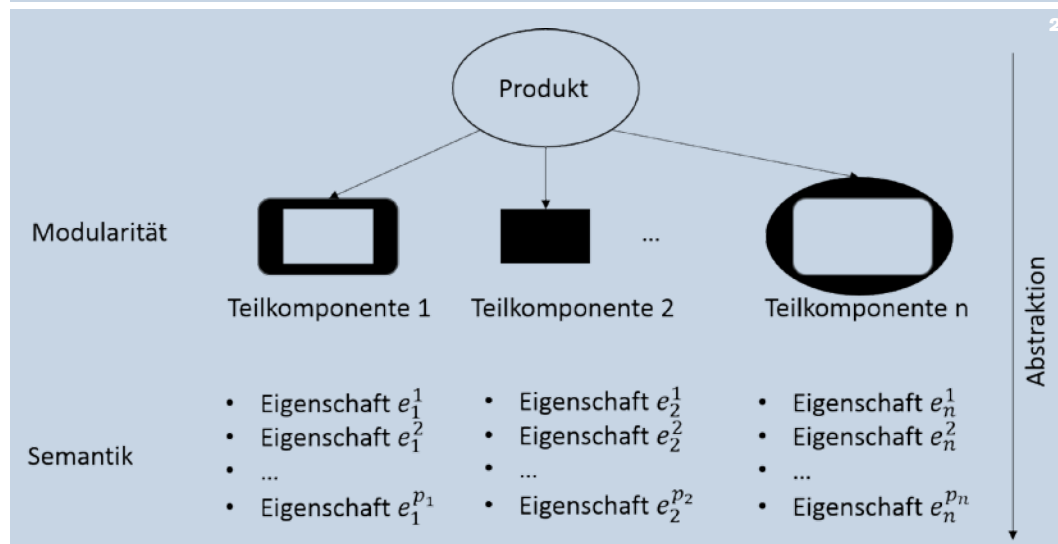 2
Produkt
Modularität
...
Teilkomponente 1
Teilkomponente 2
Teilkomponente n
Abstraktion
Semantik
• Eigenschaft $e_1^1$
• Eigenschaft $e_1^2$
• ...
• Eigenschaft $e_1^{p_1}$
• Eigenschaft $e_2^1$
• Eigenschaft $e_2^2$
• ...
• Eigenschaft $e_2^{p_2}$
• Eigenschaft $e_n^1$
• Eigenschaft $e_n^2$
• ...
• Eigenschaft $e_n^{p_n}$